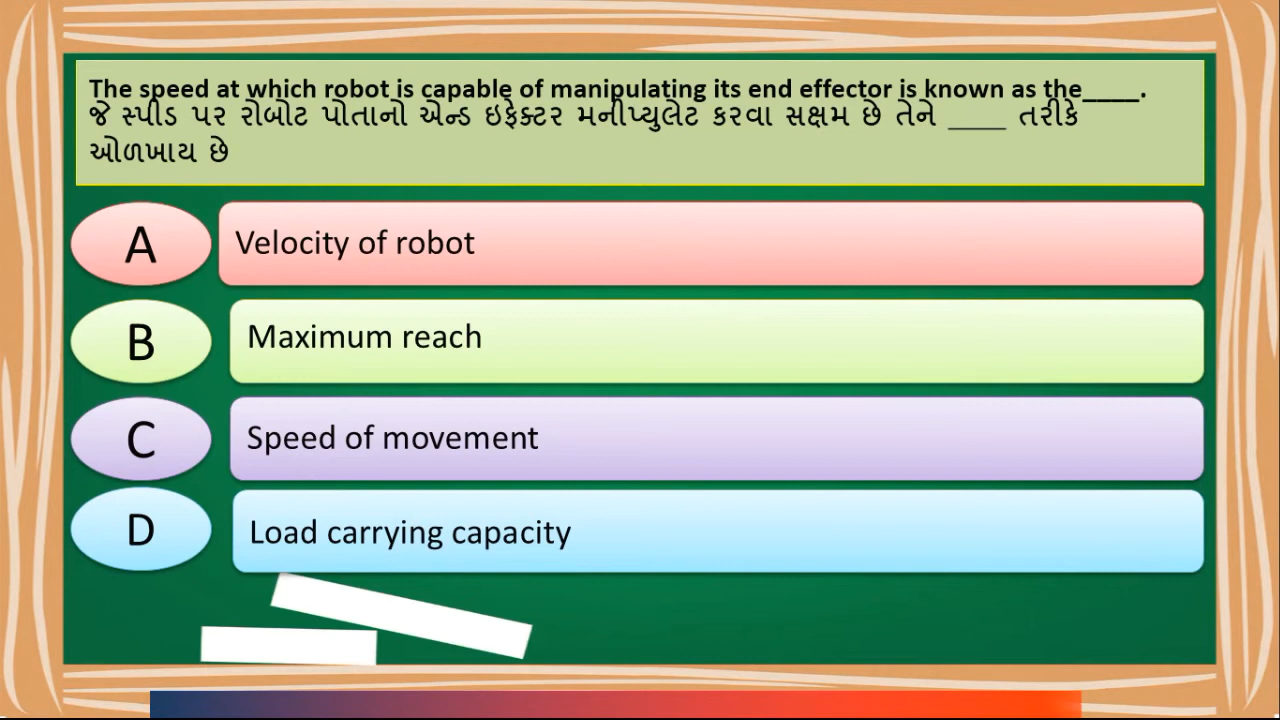 The speed at which robot is capable of manipulating its end effector is known as the____.
જે સ્પીડ પર રોબોટ પોતાનો એન્ડ ઇફેક્ટર મનીપ્યુલેટ કરવા સક્ષમ છે તેને ____ તરીકે
ઓળખાય છે
A Velocity of robot
B Maximum reach
C Speed of movement
D Load carrying capacity